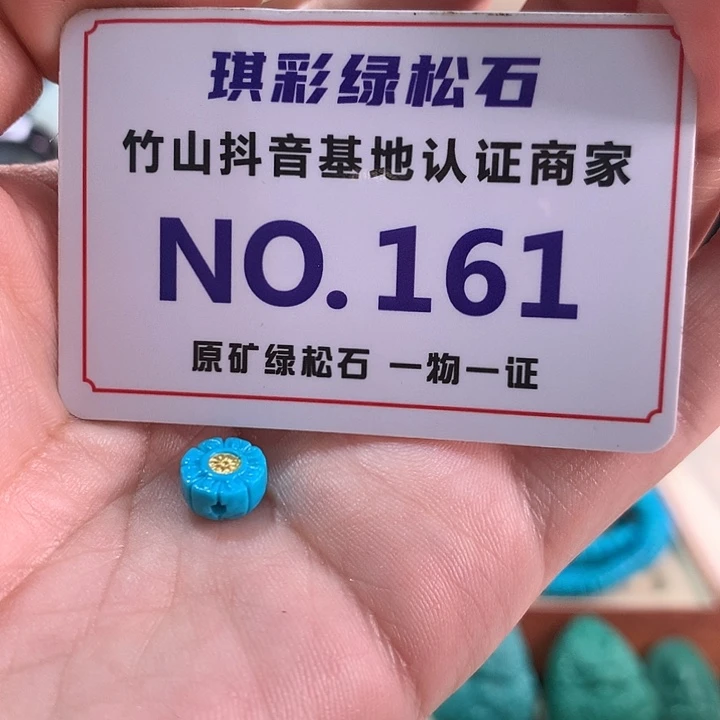 琪彩绿松石
竹山抖音基地认证商家
NO.161
原矿绿松石 一物一证